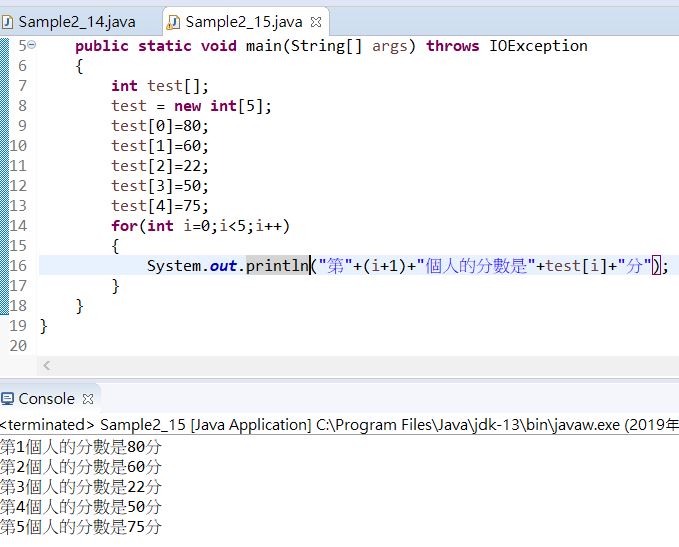 Sample2_14.java Sample2_15.java
5 public static void main(String[] args) throws IOException
6 {
7 int test[];
8 test = new int[5];
9 test[0]=80;
10 test[1]=60;
11 test[2]=22;
12 test[3]=50;
13 test[4]=75;
14 for(int i=0;i<5;i++)
15 {
16 System.out.println("第"+(i+1)+"個人的分數是"+test[i]+"分");
17 }
18 }
19 }
20
Console
<terminated> Sample2_15 [Java Application] C:\Program Files\Java\jdk-13\bin\javaw.exe (2019年
第1個人的分數是80分
第2個人的分數是60分
第3個人的分數是22分
第4個人的分數是50分
第5個人的分數是75分